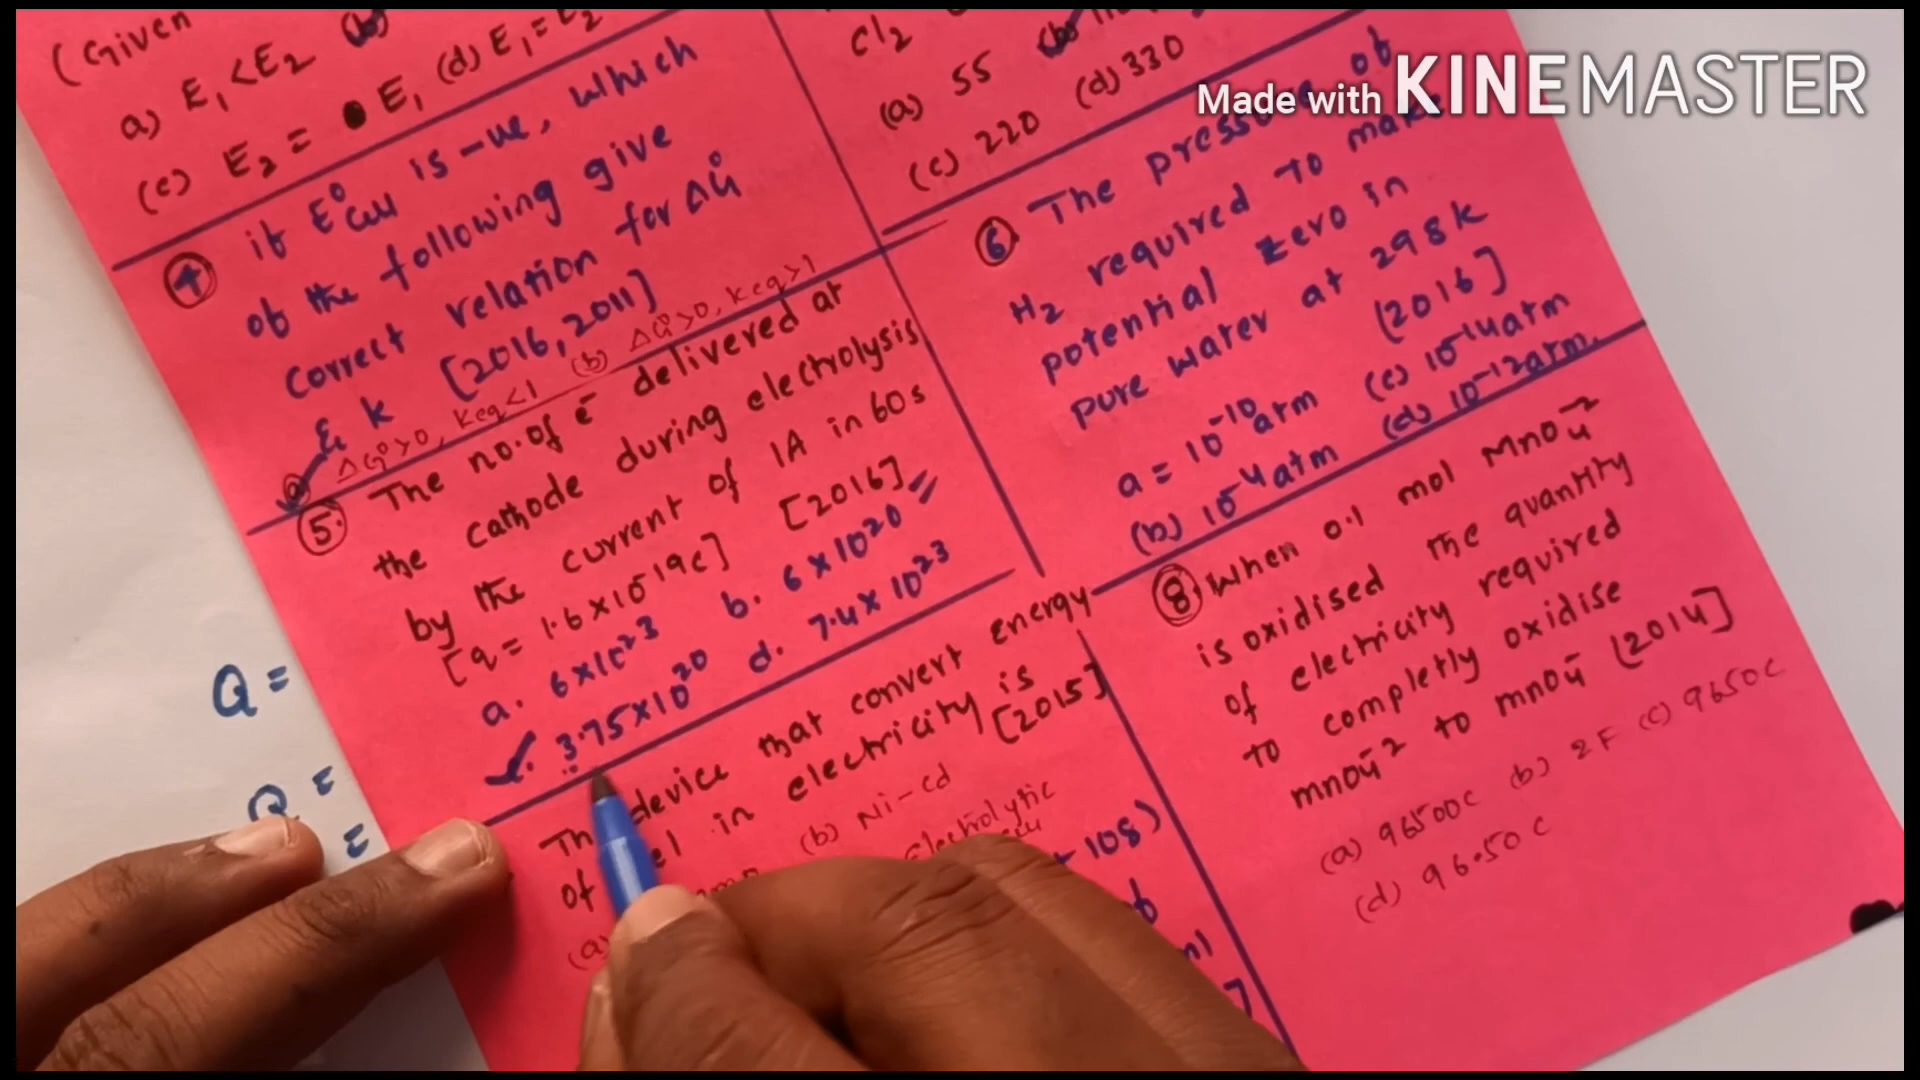 (Given
a) E₁ < E₂ (b)
(c) E₂ = E₁ (d) E₁ = E₂
④ if E°cell is -ve, which
of the following give
correct relation for ΔG°
& k [2016, 2011]
(a) ΔG°>0, Keq<1 (b) ΔG°>0, Keq>1
⑤. The no. of e⁻ delivered at
the cathode during electrolysis
by the current of 1A in 60s
[q = 1.6×10⁻¹⁹c] [2016]
a. 6×10²³ b. 6×10²⁰
. 3.75×10²⁰ d. 7.4×10²³
The device that convert energy
of in electricity is
[2015]
(b) Ni-cd
Electrolytic
(a)
108)
Cl₂
(a) 55 (b)
(c) 220 (d) 330
⑥. The pressure of
H₂ required to make
potential zero in
pure water at 298k
(2016]
a = 10⁻¹⁰atm (c) 10⁻¹⁴atm
(b) 10⁻⁴atm (d) 10⁻¹²atm.
⑧. When 0.1 mol MnO₄⁻²
is oxidised the quantity
of electricity required
to completly oxidise
mnO₄⁻² to mnO₄⁻ (2014]
(a) 96500c (b) 2F (c) 9650c
(d) 96.50c
Q =
Q =
=
Made with KINEMASTER